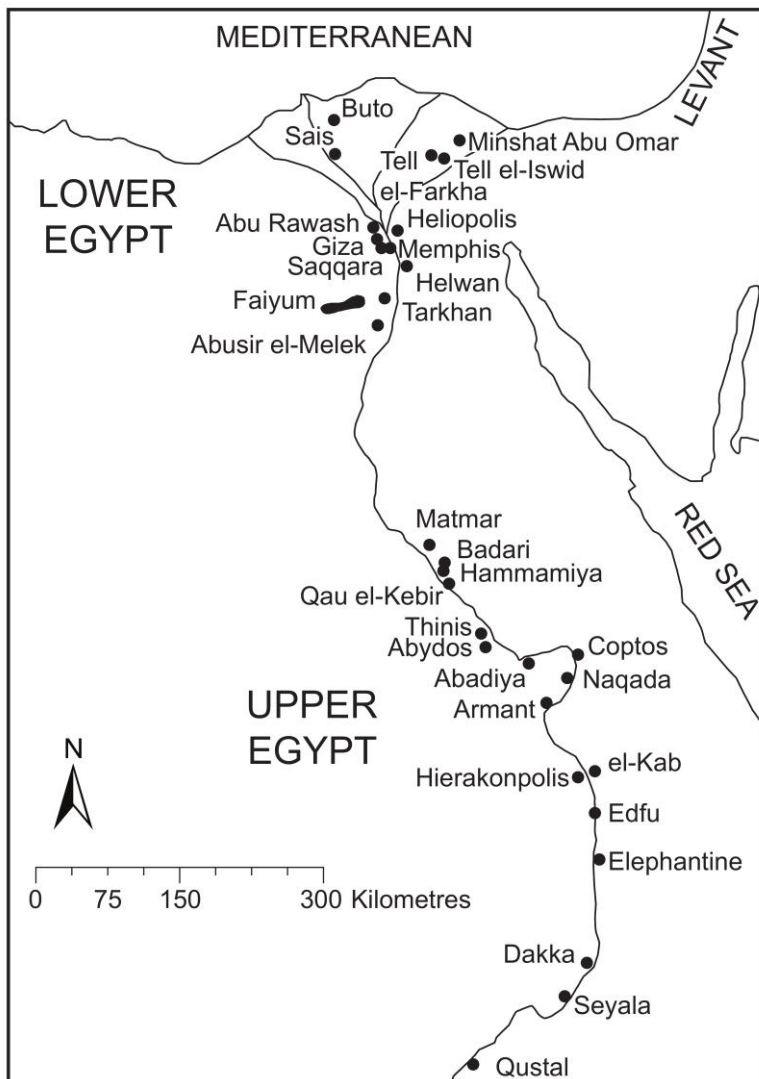 MEDITERRANEAN
LEVANT
Buto
Sais
Minshat Abu Omar
Tell
Tell el-Iswid
el-Farkha
LOWER
EGYPT
Abu Rawash
Heliopolis
Giza
Memphis
Saqqara
Helwan
Faiyum
Tarkhan
Abusir el-Melek
RED SEA
Matmar
Badari
Hammamiya
Qau el-Kebir
Thinis
Abydos
Coptos
Abadiya
Naqada
Armant
UPPER
EGYPT
N
el-Kab
Hierakonpolis
Edfu
Elephantine
0 75 150 300 Kilometres
Dakka
Seyala
Qustal